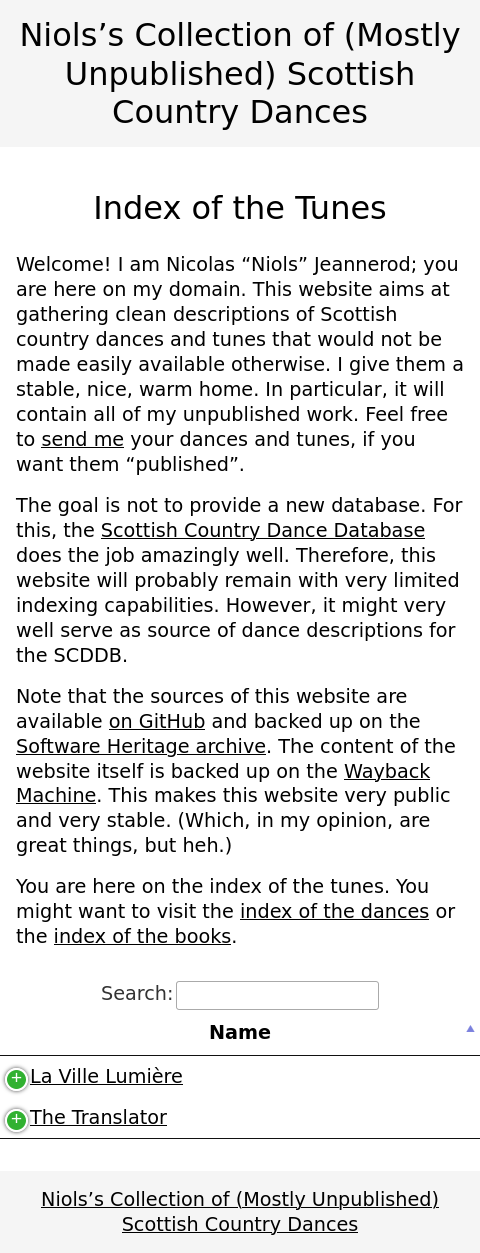 Niols’s Collection of (Mostly
Unpublished) Scottish
Country Dances
Index of the Tunes
Welcome! I am Nicolas “Niols” Jeannerod; you
are here on my domain. This website aims at
gathering clean descriptions of Scottish
country dances and tunes that would not be
made easily available otherwise. I give them a
stable, nice, warm home. In particular, it will
contain all of my unpublished work. Feel free
to send me your dances and tunes, if you
want them “published”.
The goal is not to provide a new database. For
this, the Scottish Country Dance Database
does the job amazingly well. Therefore, this
website will probably remain with very limited
indexing capabilities. However, it might very
well serve as source of dance descriptions for
the SCDDB.
Note that the sources of this website are
available on GitHub and backed up on the
Software Heritage archive. The content of the
website itself is backed up on the Wayback
Machine. This makes this website very public
and very stable. (Which, in my opinion, are
great things, but heh.)
You are here on the index of the tunes. You
might want to visit the index of the dances or
the index of the books.
Search:
Name
La Ville Lumière
The Translator
Niols’s Collection of (Mostly Unpublished)
Scottish Country Dances